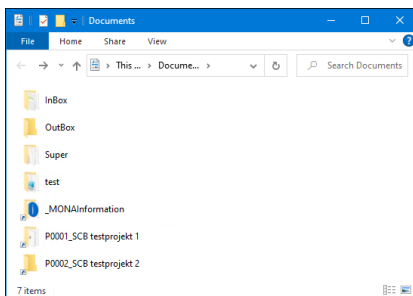 Documents
File Home Share View
This ... Docume... Search Documents
InBox
OutBox
Super
test
_MONAInformation
P0001_SCB testprojekt 1
P0002_SCB testprojekt 2
7 items